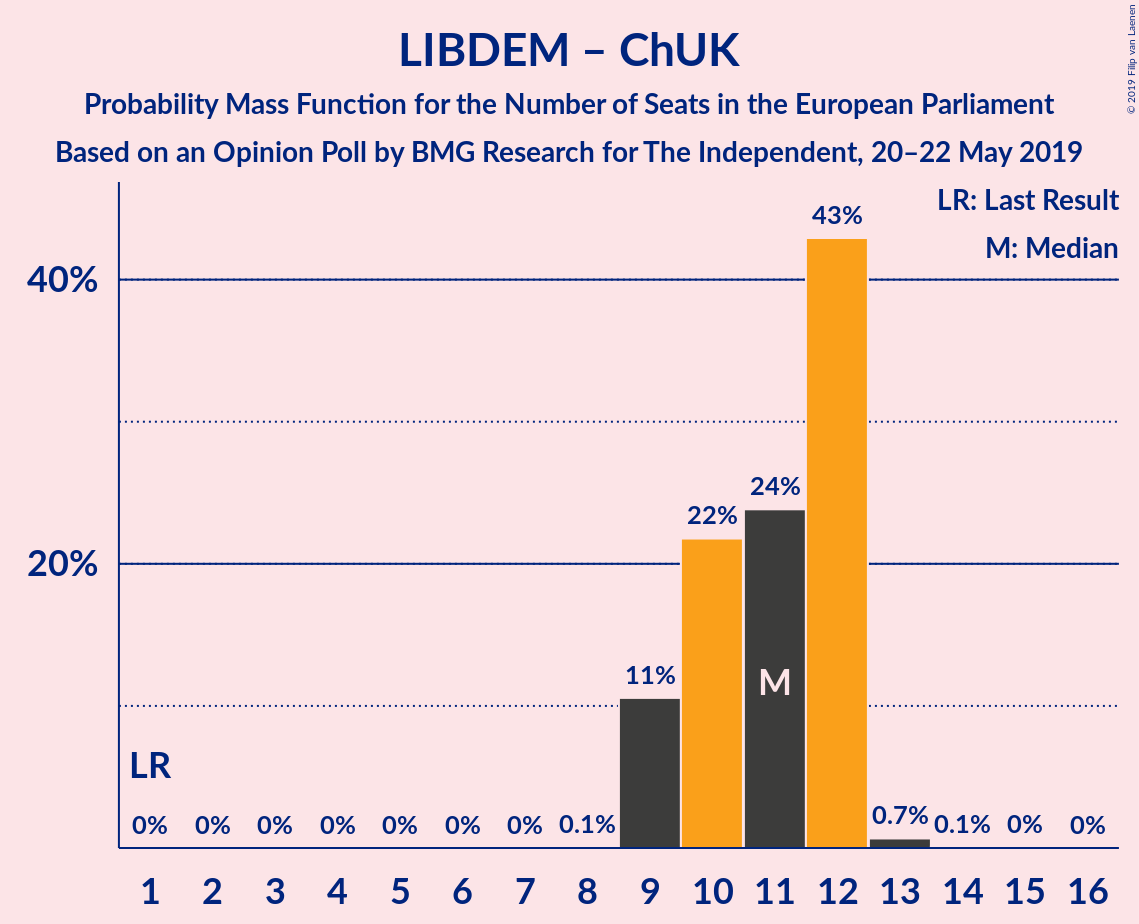 LIBDEM – ChUK
Probability Mass Function for the Number of Seats in the European Parliament
Based on an Opinion Poll by BMG Research for The Independent, 20–22 May 2019
© 2019 Filip van Laenen
LR: Last Result
M: Median
40%
20%
43%
24%
22%
11%
M
LR
0% 0% 0% 0% 0% 0% 0% 0.1% 0.7% 0.1% 0% 0%
1 2 3 4 5 6 7 8 9 10 11 12 13 14 15 16